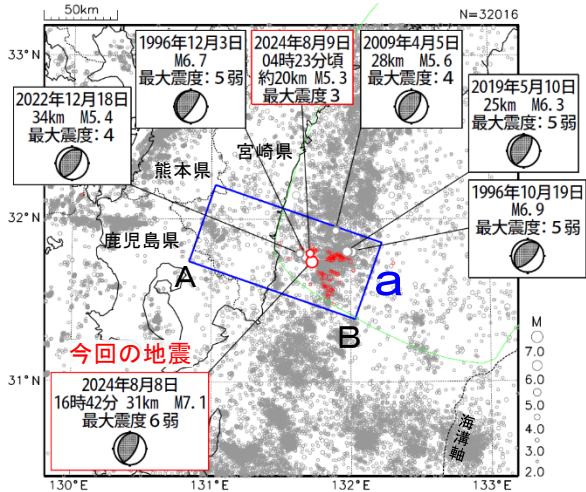 50km
N=32016
33°N
1996年12月3日
M6.7
最大震度:5弱
2024年8月9日
04時23分頃
約20km M5.3
最大震度3
2009年4月5日
28km M5.6
最大震度:4
2022年12月18日
34km M5.4
最大震度:4
2019年5月10日
25km M6.3
最大震度:5弱
宮崎県
熊本県
1996年10月19日
M6.9
最大震度:5弱
32°N
鹿児島県
A
a
B
今回の地震
2024年8月8日
16時42分 31km M7.1
最大震度6弱
31°N
海溝軸
M
7.0
6.0
5.0
4.0
3.0
2.0
130°E
131°E
132°E
133°E